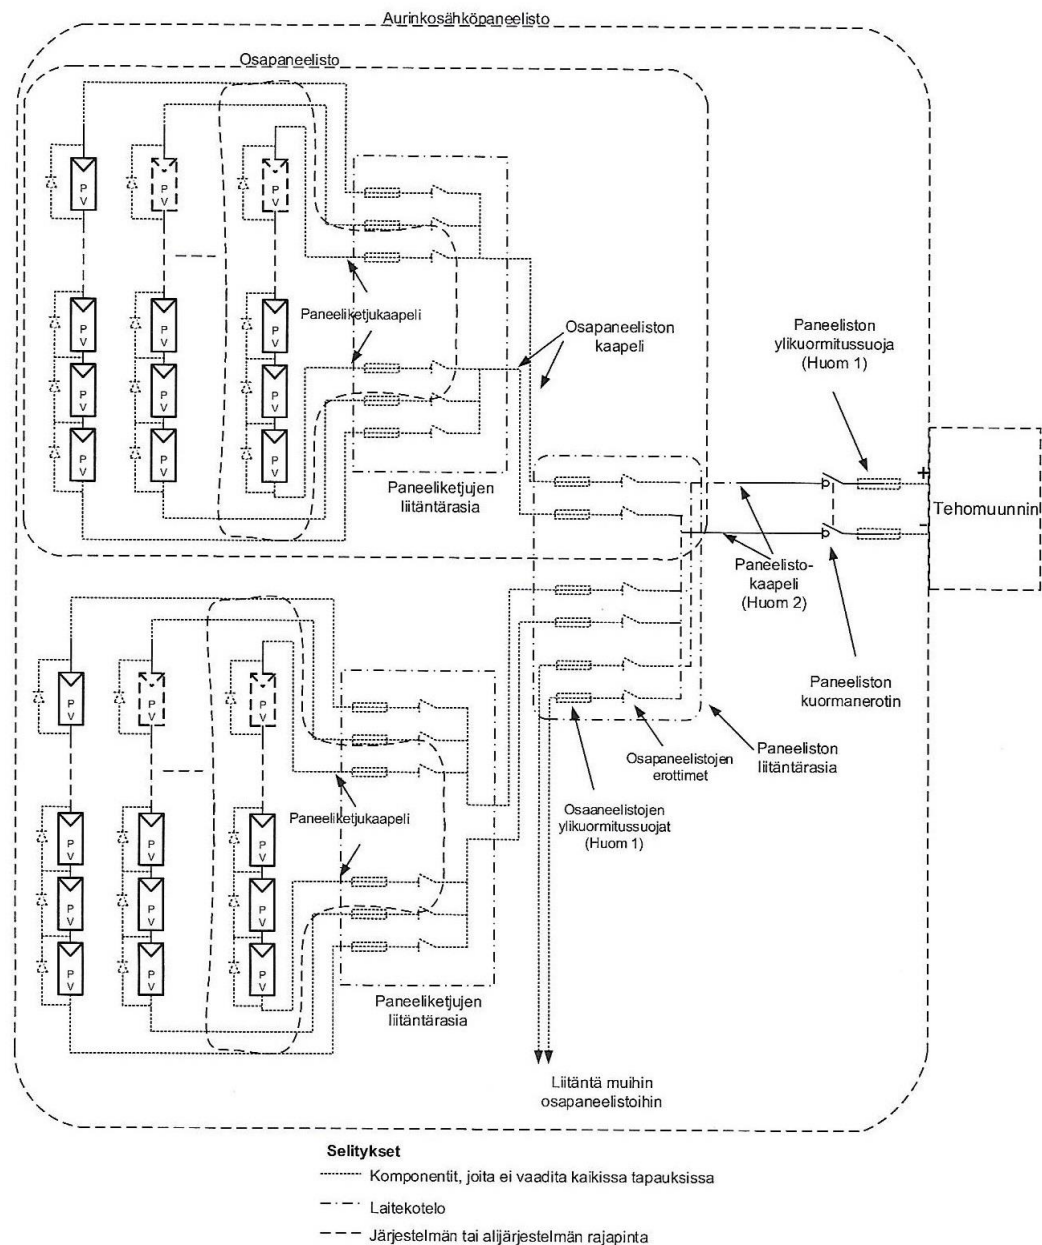 Aurinkosähköpaneelisto
Osapaneelisto
P V
P V
P V
Paneeliketjukaapeli
P V
P V
P V
P V
P V
P V
P V
P V
P V
Osapaneeliston
kaapeli
Paneeliston
ylikuormitussuoja
(Huom 1)
Paneeliketjujen
liitäntärasia
+
Tehomuunnin
-
Paneelisto-
kaapeli
(Huom 2)
Paneeliston
kuormanerotin
P V
P V
P V
Osapaneelistojen
erottimet
Paneeliston
liitäntärasia
Osaaneelistojen
ylikuormitussuojat
(Huom 1)
Paneeliketjukaapeli
P V
P V
P V
P V
P V
P V
P V
P V
P V
Paneeliketjujen
liitäntärasia
Liitäntä muihin
osapaneelistoihin
Selitykset
Komponentit, joita ei vaadita kaikissa tapauksissa
Laitekotelo
Järjestelmän tai alijärjestelmän rajapinta